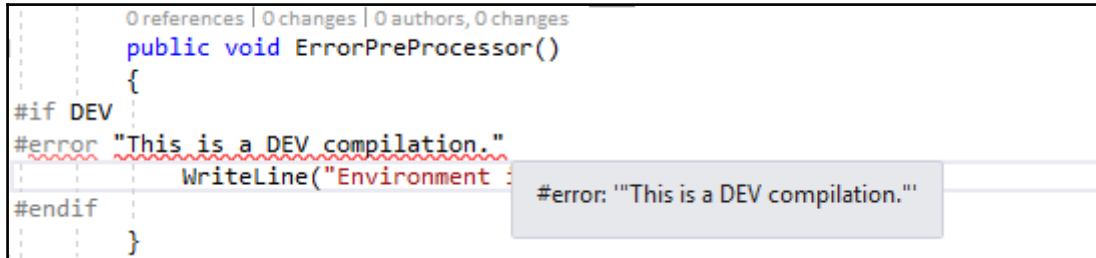 0 references | 0 changes | 0 authors, 0 changes
public void ErrorPreProcessor()
{
#if DEV
#error "This is a DEV compilation."
WriteLine("Environment
#error: '"This is a DEV compilation."'
#endif
}